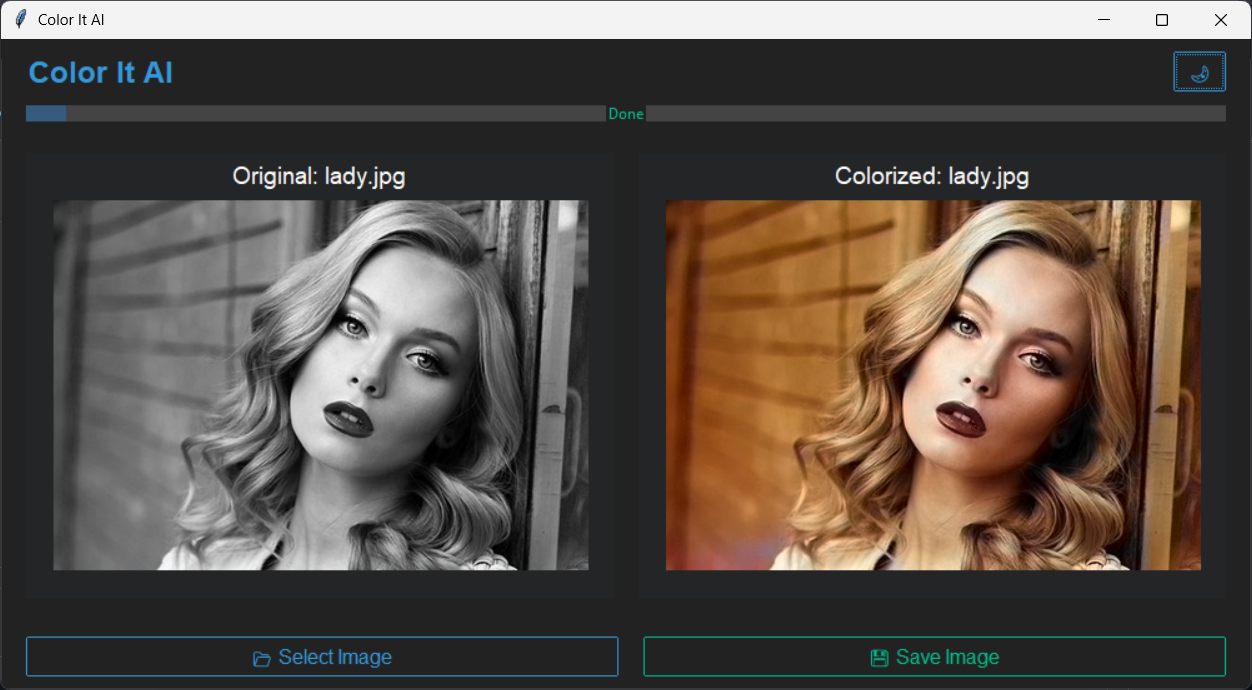 Color It AI
Color It AI
Done
Original: lady.jpg
Colorized: lady.jpg
Select Image
Save Image